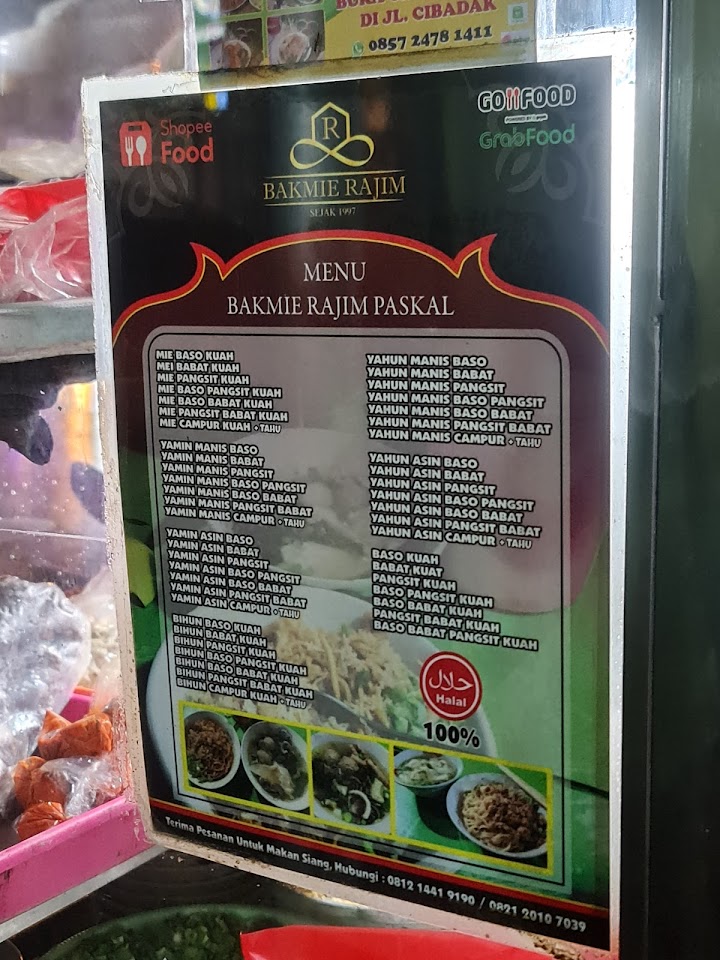 DI JL. CIBADAK
0857 2478 1411
Shopee
Food
R
BAKMIE RAJIM
SEJAK 1997
GOFOOD
POWERED BY
GrabFood
MENU
BAKMIE RAJIM PASKAL
MIE BASO KUAH
MEI BABAT KUAH
MIE PANGSIT KUAH
MIE BASO PANGSIT KUAH
MIE BASO BABAT KUAH
MIE PANGSIT BABAT KUAH
MIE CAMPUR KUAH + TAHU
YAMIN MANIS BASO
YAMIN MANIS BABAT
YAMIN MANIS PANGSIT
YAMIN MANIS BASO PANGSIT
YAMIN MANIS BASO BABAT
YAMIN MANIS PANGSIT BABAT
YAMIN MANIS CAMPUR + TAHU
YAMIN ASIN BASO
YAMIN ASIN BABAT
YAMIN ASIN PANGSIT
YAMIN ASIN BASO PANGSIT
YAMIN ASIN BASO BABAT
YAMIN ASIN PANGSIT BABAT
YAMIN ASIN CAMPUR + TAHU
BIHUN BASO KUAH
BIHUN BABAT KUAH
BIHUN PANGSIT KUAH
BIHUN BASO PANGSIT KUAH
BIHUN BASO BABAT KUAH
BIHUN PANGSIT BABAT KUAH
BIHUN CAMPUR KUAH + TAHU
YAHUN MANIS BASO
YAHUN MANIS BABAT
YAHUN MANIS PANGSIT
YAHUN MANIS BASO PANGSIT
YAHUN MANIS BASO BABAT
YAHUN MANIS PANGSIT BABAT
YAHUN MANIS CAMPUR + TAHU
YAHUN ASIN BASO
YAHUN ASIN BABAT
YAHUN ASIN PANGSIT
YAHUN ASIN BASO PANGSIT
YAHUN ASIN BASO BABAT
YAHUN ASIN PANGSIT BABAT
YAHUN ASIN CAMPUR + TAHU
BASO KUAH
BABAT KUAT
PANGSIT KUAH
BASO PANGSIT KUAH
BASO BABAT KUAH
PANGSIT BABAT KUAH
BASO BABAT PANGSIT KUAH
حلال
Halal
100%
Terima Pesanan Untuk Makan Siang, Hubungi : 0812 1441 9190 / 0821 2010 7039